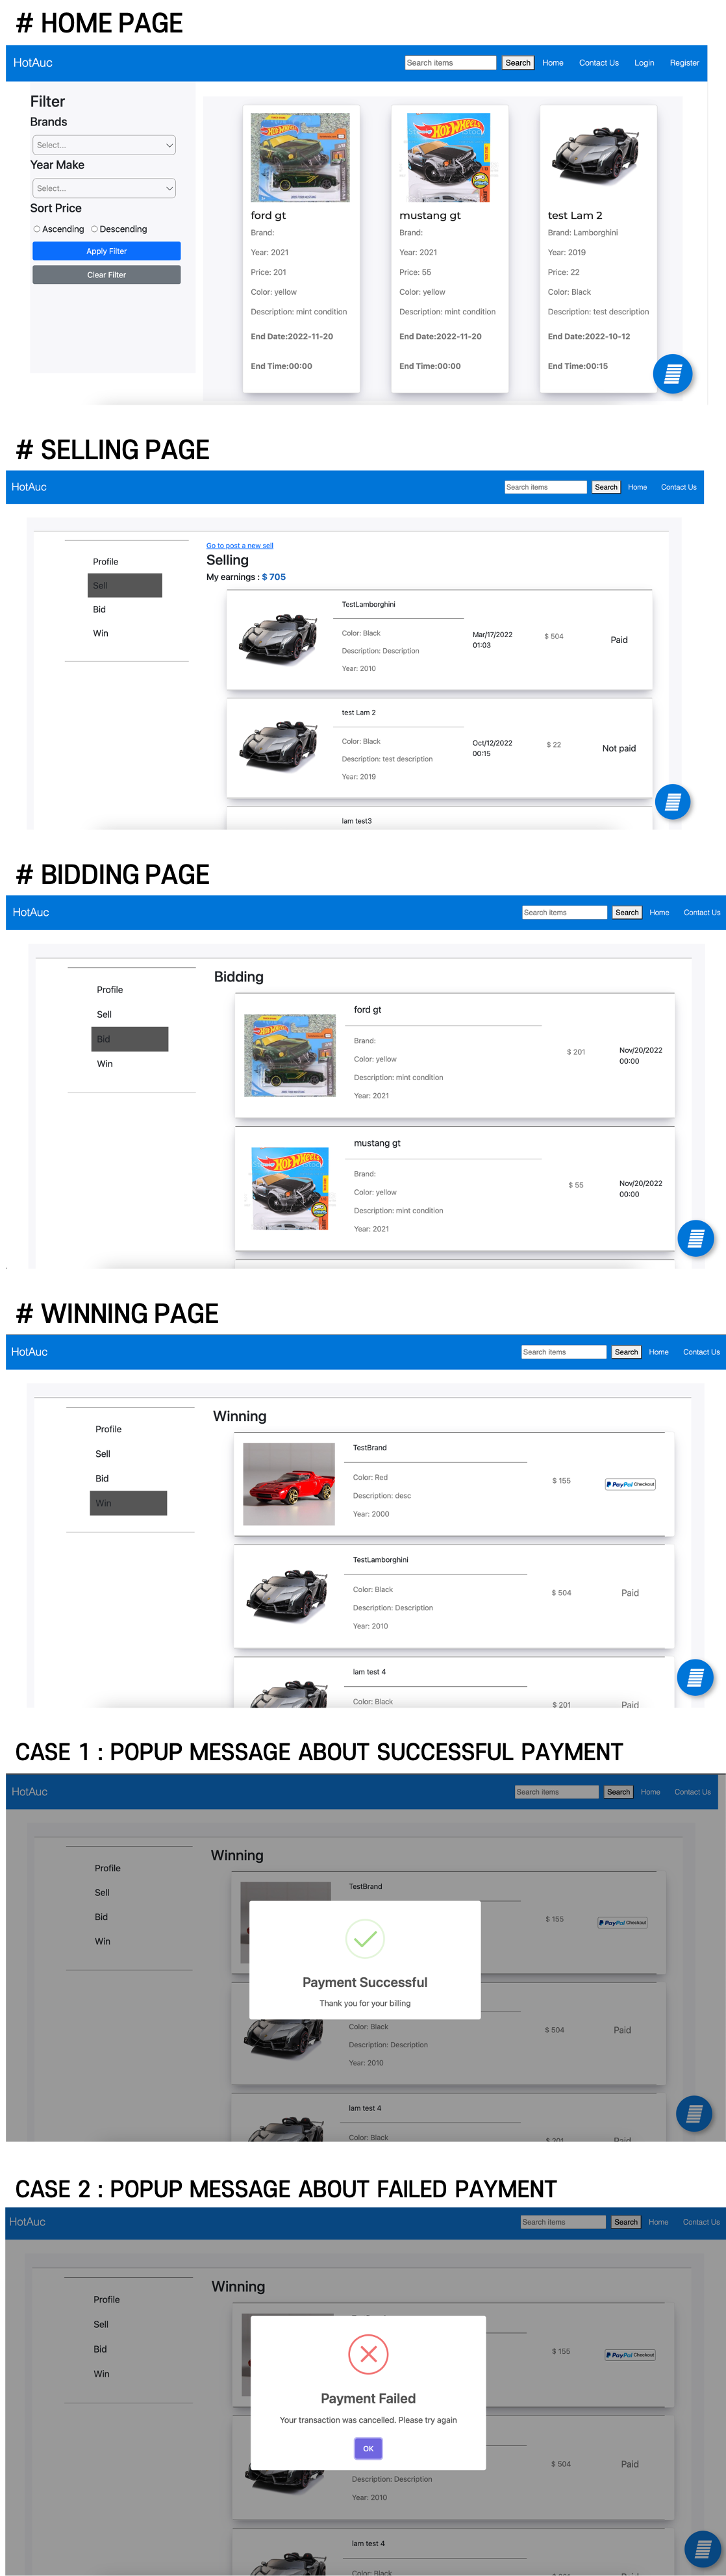 # HOME PAGE
HotAuc
Search items
Search
Home
Contact Us
Login
Register
Filter
Brands
Select...
Year Make
Select...
Sort Price
Ascending
Descending
Apply Filter
Clear Filter
ford gt
Brand:
Year: 2021
Price: 201
Color: yellow
Description: mint condition
End Date:2022-11-20
End Time:00:00
Hot Wheels
mustang gt
Brand:
Year: 2021
Price: 55
Color: yellow
Description: mint condition
End Date:2022-11-20
End Time:00:00
test Lam 2
Brand: Lamborghini
Year: 2019
Price: 22
Color: Black
Description: test description
End Date:2022-10-12
End Time:00:15
# SELLING PAGE
HotAuc
Search items
Search
Home
Contact Us
Profile
Sell
Bid
Win
Go to post a new sell
Selling
My earnings : $ 705
TestLamborghini
Color: Black
Description: Description
Year: 2010
Mar/17/2022
01:03
$ 504
Paid
test Lam 2
Color: Black
Description: test description
Year: 2019
Oct/12/2022
00:15
$ 22
Not paid
lam test3
# BIDDING PAGE
HotAuc
Search items
Search
Home
Contact Us
Profile
Sell
Bid
Win
Bidding
ford gt
Brand:
Color: yellow
Description: mint condition
Year: 2021
$ 201
Nov/20/2022
00:00
Hot Wheels
mustang gt
Brand:
Color: yellow
Description: mint condition
Year: 2021
$ 55
Nov/20/2022
00:00
# WINNING PAGE
HotAuc
Search items
Search
Home
Contact Us
Profile
Sell
Bid
Win
Winning
TestBrand
Color: Red
Description: desc
Year: 2000
$ 155
PayPal Checkout
TestLamborghini
Color: Black
Description: Description
Year: 2010
$ 504
Paid
lam test 4
Color: Black
$ 201
Paid
CASE 1 : POPUP MESSAGE ABOUT SUCCESSFUL PAYMENT
HotAuc
Search items
Search
Home
Contact Us
Profile
Sell
Bid
Win
Winning
TestBrand
$ 155
PayPal Checkout
Payment Successful
Thank you for your billing
Color: Black
Description: Description
Year: 2010
$ 504
Paid
lam test 4
Color: Black
$ 201
Paid
CASE 2 : POPUP MESSAGE ABOUT FAILED PAYMENT
HotAuc
Search items
Search
Home
Contact Us
Profile
Sell
Bid
Win
Winning
$ 155
PayPal Checkout
Payment Failed
Your transaction was cancelled. Please try again
OK
Description: Description
Year: 2010
$ 504
Paid
lam test 4
Color: Black